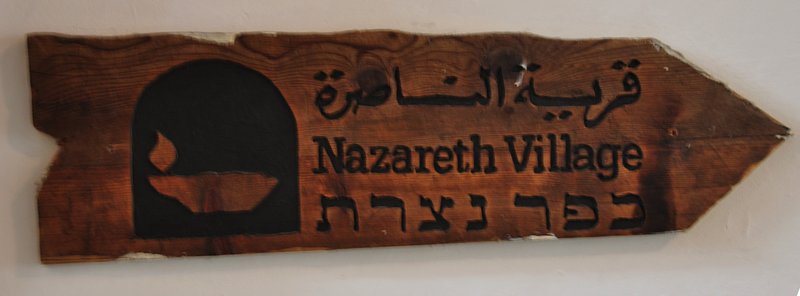 قرية الناصرة
Nazareth Village
כפר נצרת